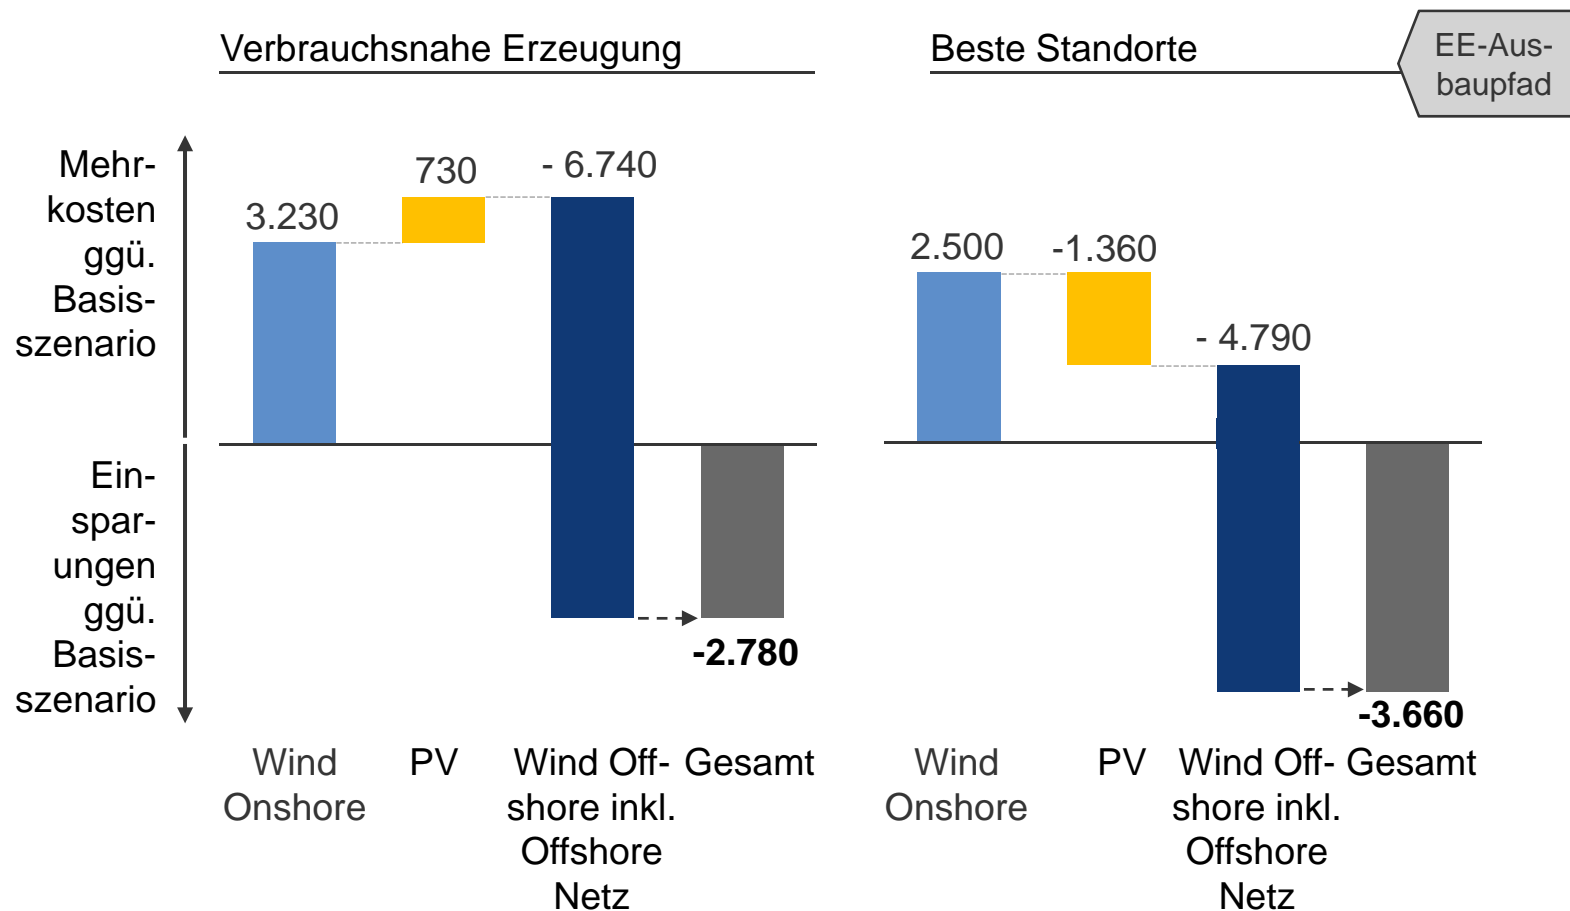 Verbrauchsnahe Erzeugung
Beste Standorte
EE-Aus-
baupfad
Mehr-
kosten
ggü.
Basis-
szenario
Ein-
spar-
ungen
ggü.
Basis-
szenario
3.230
730
- 6.740
-2.780
2.500
-1.360
- 4.790
-3.660
Wind
Onshore
PV
Wind Off-
shore inkl.
Offshore
Netz
Gesamt
Wind
Onshore
PV
Wind Off-
shore inkl.
Offshore
Netz
Gesamt